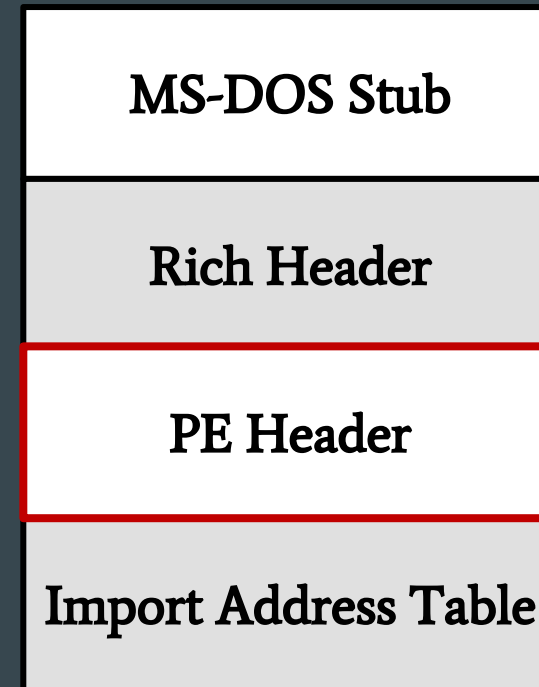 MS-DOS Stub
Rich Header
PE Header
Import Address Table